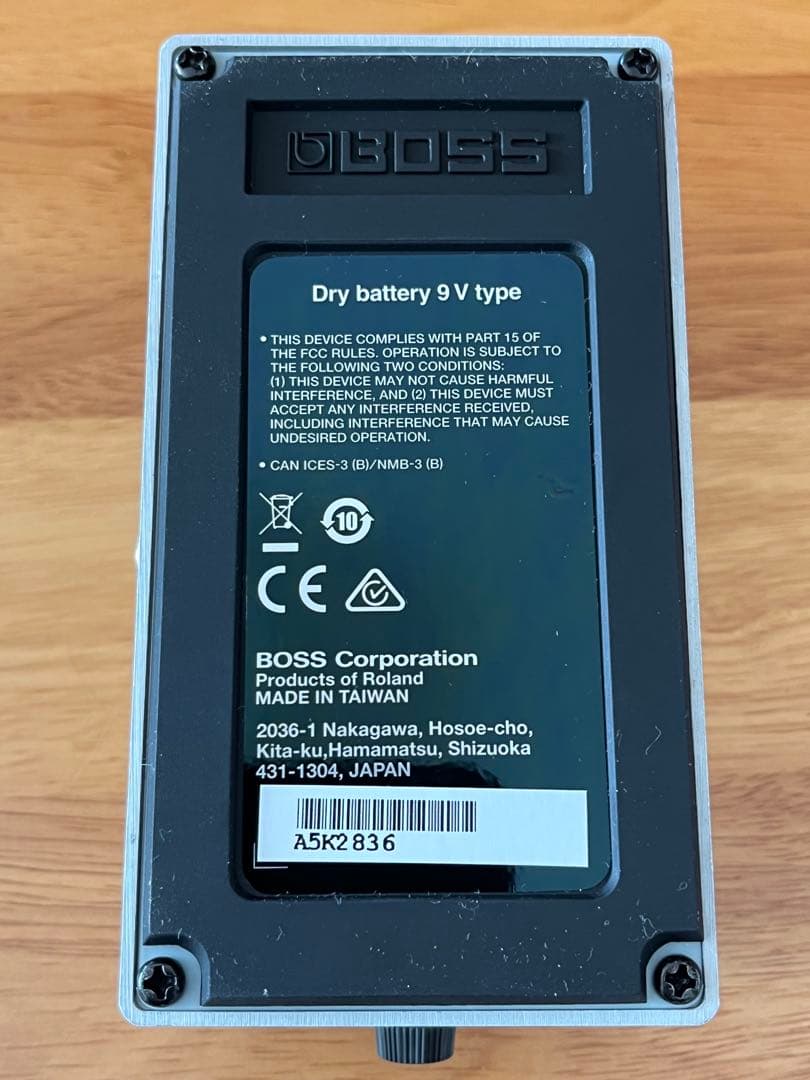 BOSS
Dry battery 9 V type
• THIS DEVICE COMPLIES WITH PART 15 OF
THE FCC RULES. OPERATION IS SUBJECT TO
THE FOLLOWING TWO CONDITIONS:
(1) THIS DEVICE MAY NOT CAUSE HARMFUL
INTERFERENCE, AND (2) THIS DEVICE MUST
ACCEPT ANY INTERFERENCE RECEIVED,
INCLUDING INTERFERENCE THAT MAY CAUSE
UNDESIRED OPERATION.
• CAN ICES-3 (B)/NMB-3 (B)
10
CE
BOSS Corporation
Products of Roland
MADE IN TAIWAN
2036-1 Nakagawa, Hosoe-cho,
Kita-ku,Hamamatsu, Shizuoka
431-1304, JAPAN
A5K2836